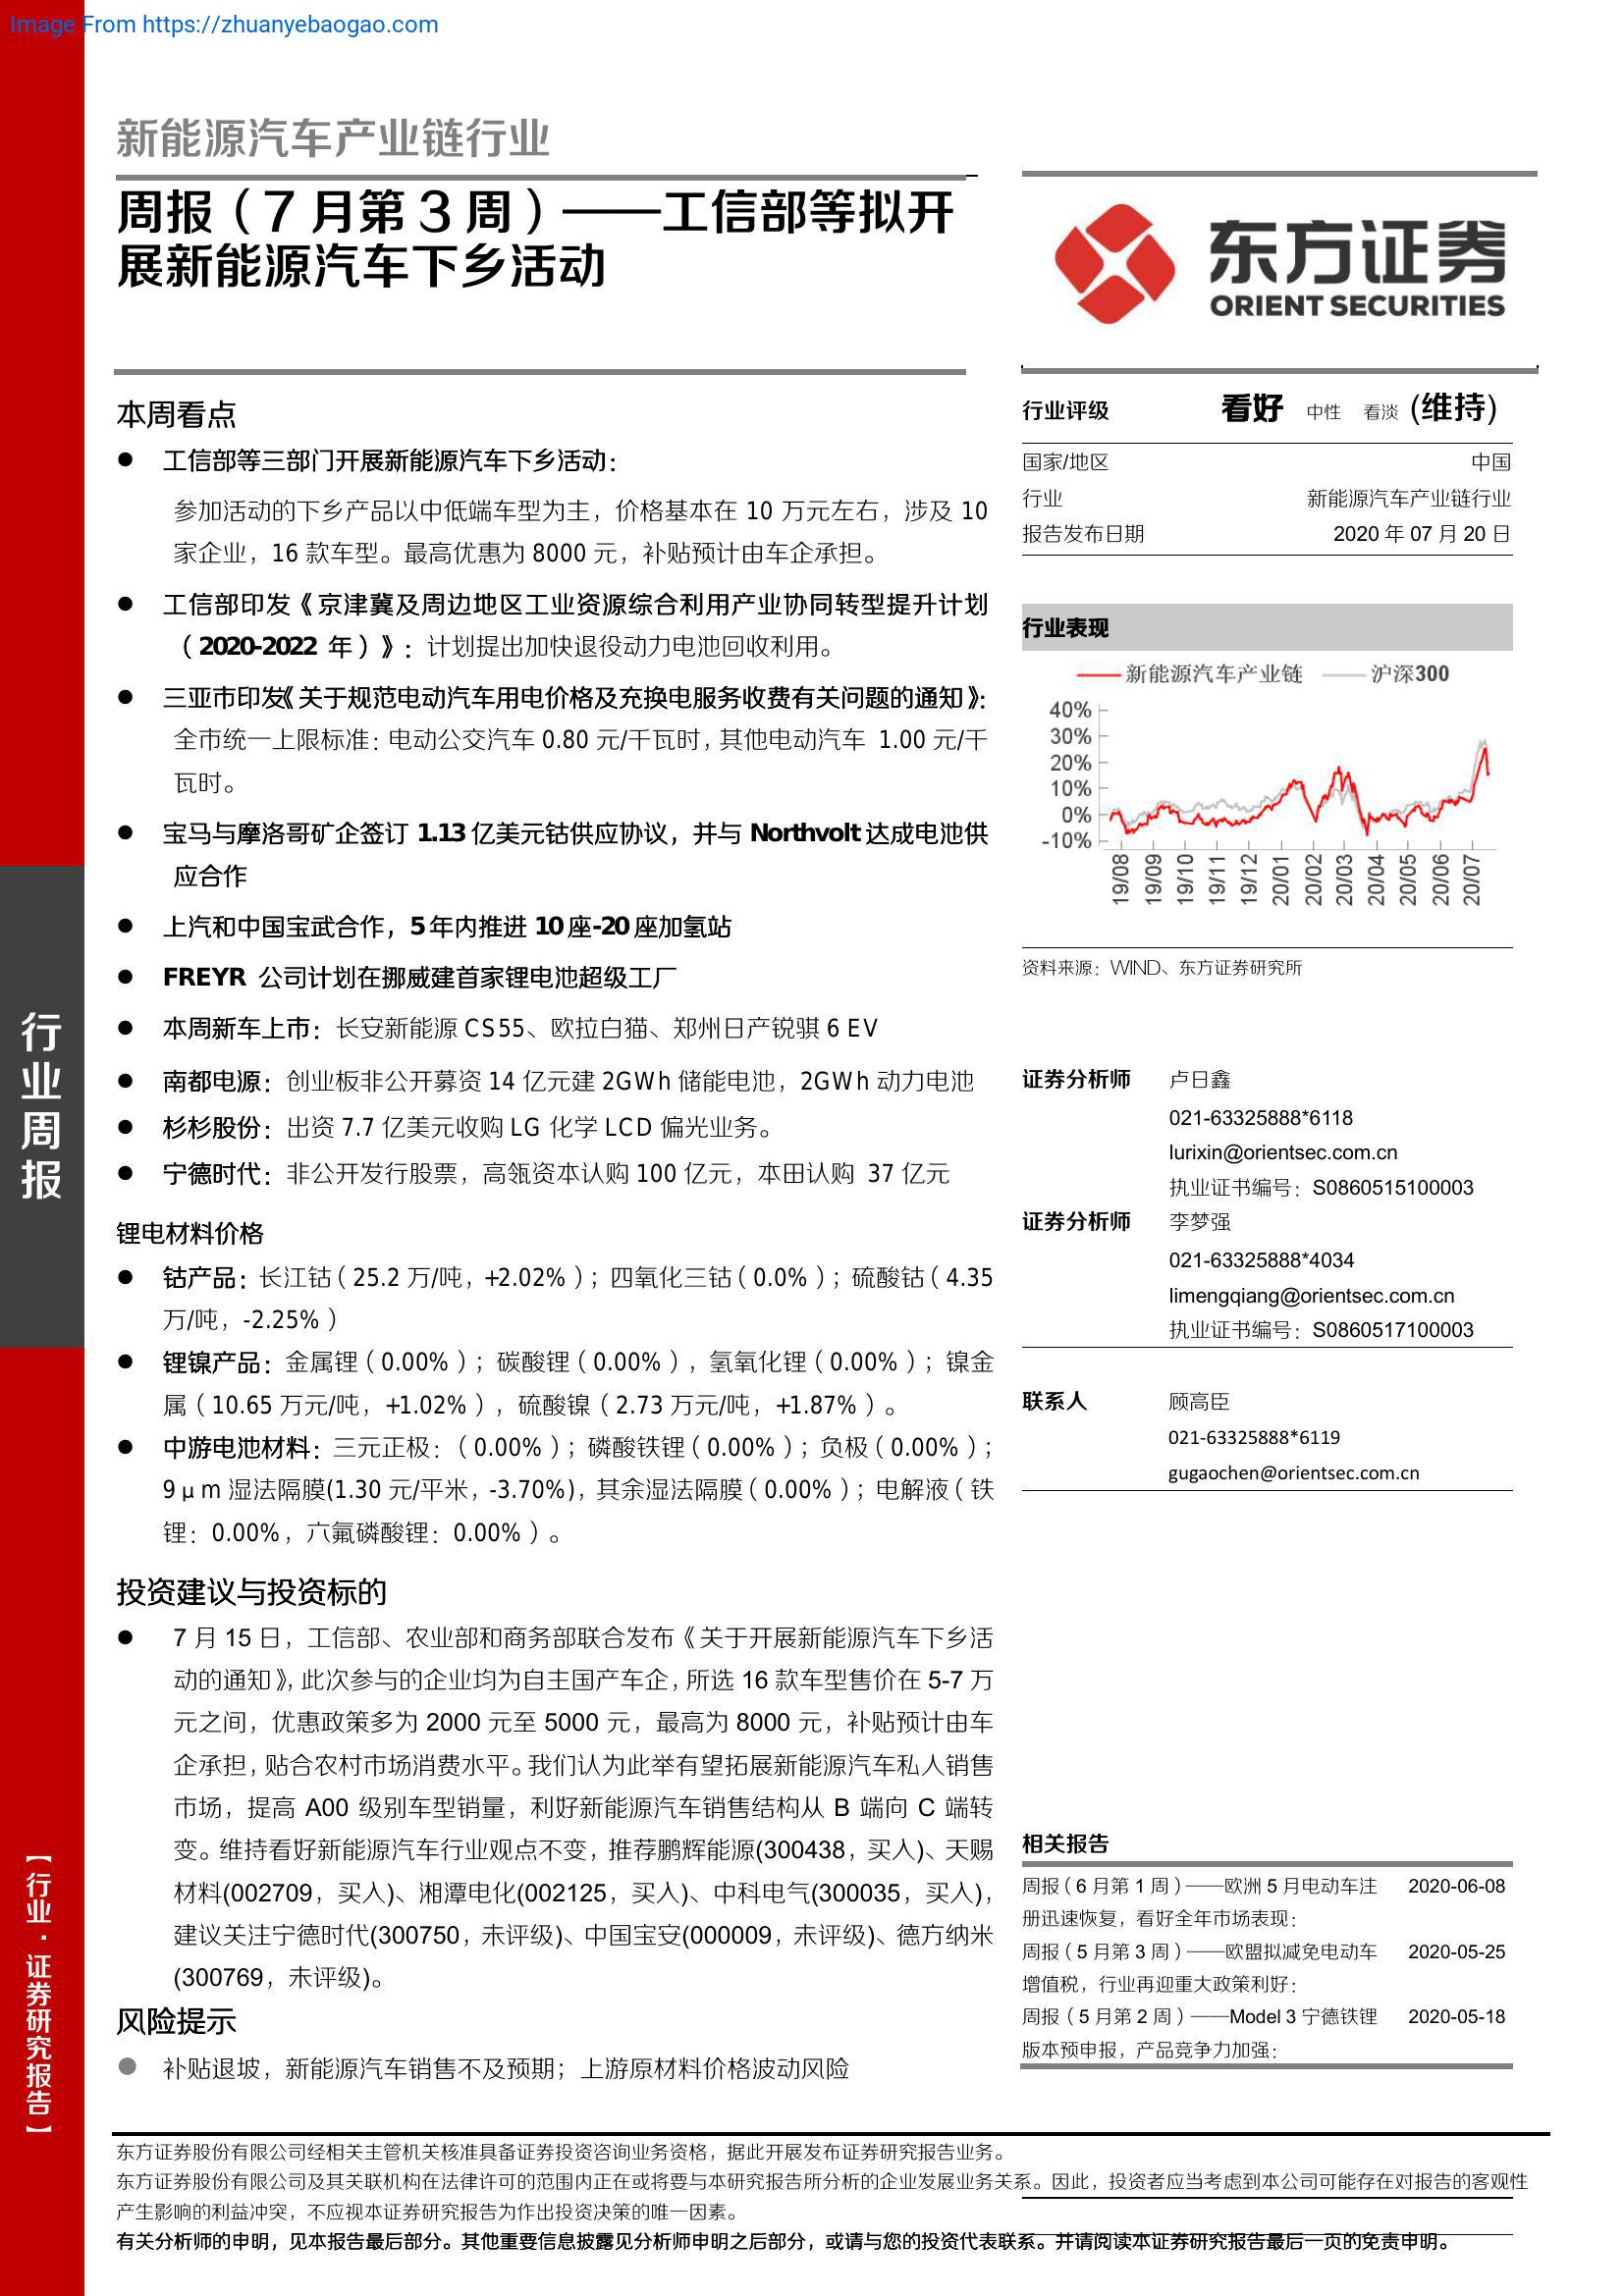 Image From https://zhuanyebaogao.com
新能源汽车产业链行业
周报（7 月第 3 周）——工信部等拟开
展新能源汽车下乡活动
东方证券
ORIENT SECURITIES
本周看点
● 工信部等三部门开展新能源汽车下乡活动：
参加活动的下乡产品以中低端车型为主，价格基本在 10 万元左右，涉及 10
家企业，16 款车型。最高优惠为 8000 元，补贴预计由车企承担。
● 工信部印发《京津冀及周边地区工业资源综合利用产业协同转型提升计划
（2020-2022 年）》：计划提出加快退役动力电池回收利用。
● 三亚市印发《关于规范电动汽车用电价格及充换电服务收费有关问题的通知》：
全市统一上限标准：电动公交汽车 0.80 元/千瓦时，其他电动汽车 1.00 元/千
瓦时。
● 宝马与摩洛哥矿企签订 1.13 亿美元钴供应协议，并与 Northvolt 达成电池供
应合作
● 上汽和中国宝武合作，5 年内推进 10 座-20 座加氢站
● FREYR 公司计划在挪威建首家锂电池超级工厂
● 本周新车上市：长安新能源 CS55、欧拉白猫、郑州日产锐骐 6 EV
● 南都电源：创业板非公开募资 14 亿元建 2GWh 储能电池，2GWh 动力电池
● 杉杉股份：出资 7.7 亿美元收购 LG 化学 LCD 偏光业务。
● 宁德时代：非公开发行股票，高瓴资本认购 100 亿元，本田认购 37 亿元
锂电材料价格
● 钴产品：长江钴（25.2 万/吨，+2.02%）；四氧化三钴（0.0%）；硫酸钴（4.35
万/吨，-2.25%）
● 锂镍产品：金属锂（0.00%）；碳酸锂（0.00%），氢氧化锂（0.00%）；镍金
属（10.65 万元/吨，+1.02%），硫酸镍（2.73 万元/吨，+1.87%）。
● 中游电池材料：三元正极：（0.00%）；磷酸铁锂（0.00%）；负极（0.00%）；
9μm 湿法隔膜(1.30 元/平米，-3.70%)，其余湿法隔膜（0.00%）；电解液（铁
锂：0.00%，六氟磷酸锂：0.00%）。
投资建议与投资标的
● 7 月 15 日，工信部、农业部和商务部联合发布《关于开展新能源汽车下乡活
动的通知》，此次参与的企业均为自主国产车企，所选 16 款车型售价在 5-7 万
元之间，优惠政策多为 2000 元至 5000 元，最高为 8000 元，补贴预计由车
企承担，贴合农村市场消费水平。我们认为此举有望拓展新能源汽车私人销售
市场，提高 A00 级别车型销量，利好新能源汽车销售结构从 B 端向 C 端转
变。维持看好新能源汽车行业观点不变，推荐鹏辉能源(300438，买入)、天赐
材料(002709，买入)、湘潭电化(002125，买入)、中科电气(300035，买入)，
建议关注宁德时代(300750，未评级)、中国宝安(000009，未评级)、德方纳米
(300769，未评级)。
风险提示
● 补贴退坡，新能源汽车销售不及预期；上游原材料价格波动风险
行业评级 看好 中性 看淡 (维持)
国家/地区 中国
行业 新能源汽车产业链行业
报告发布日期 2020 年 07 月 20 日
行业表现
新能源汽车产业链 沪深300
40%
30%
20%
10%
0%
-10%
19/08 19/09 19/10 19/11 19/12 20/01 20/02 20/03 20/04 20/05 20/06 20/07
资料来源：WIND、东方证券研究所
证券分析师 卢日鑫
021-63325888*6118
lurixin@orientsec.com.cn
执业证书编号：S0860515100003
证券分析师 李梦强
021-63325888*4034
limengqiang@orientsec.com.cn
执业证书编号：S0860517100003
联系人 顾高臣
021-63325888*6119
gugaochen@orientsec.com.cn
相关报告
周报（6 月第 1 周）——欧洲 5 月电动车注 2020-06-08
册迅速恢复，看好全年市场表现：
周报（5 月第 3 周）——欧盟拟减免电动车 2020-05-25
增值税，行业再迎重大政策利好：
周报（5 月第 2 周）——Model 3 宁德铁锂 2020-05-18
版本预申报，产品竞争力加强：
行业周报
【行业·证券研究报告】
东方证券股份有限公司经相关主管机关核准具备证券投资咨询业务资格，据此开展发布证券研究报告业务。
东方证券股份有限公司及其关联机构在法律许可的范围内正在或将要与本研究报告所分析的企业发展业务关系。因此，投资者应当考虑到本公司可能存在对报告的客观性
产生影响的利益冲突，不应视本证券研究报告为作出投资决策的唯一因素。
有关分析师的申明，见本报告最后部分。其他重要信息披露见分析师申明之后部分，或请与您的投资代表联系。并请阅读本证券研究报告最后一页的免责申明。